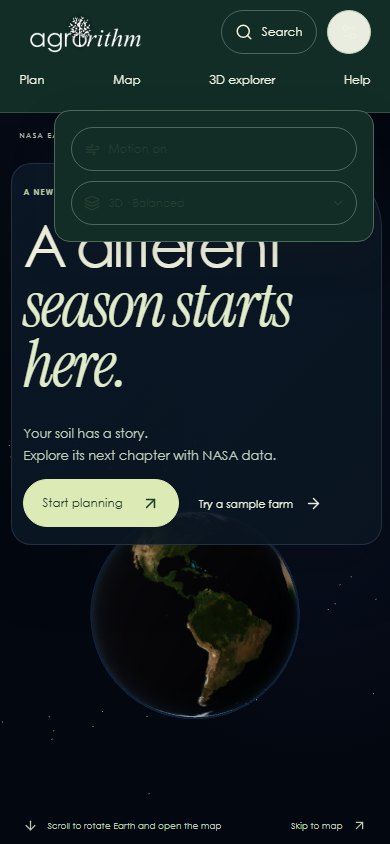 agrorithm
Search
Plan
Map
3D explorer
Help
Motion on
3D · Balanced
NASA
A NEW
A different
season starts
here.
Your soil has a story.
Explore its next chapter with NASA data.
Start planning
Try a sample farm
Scroll to rotate Earth and open the map
Skip to map